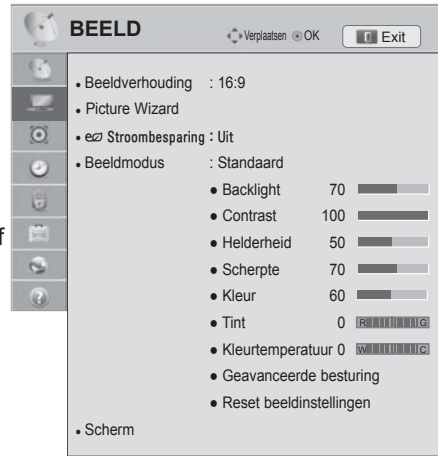 BEELD
Verplaatsen OK
Exit
• Beeldverhouding : 16:9
• Picture Wizard
• Stroombesparing : Uit
• Beeldmodus : Standaard
● Backlight 70
● Contrast 100
● Helderheid 50
● Scherpte 70
f
● Kleur 60
● Tint 0 R G
● Kleurtemperatuur 0 W C
● Geavanceerde besturing
● Reset beeldinstellingen
• Scherm